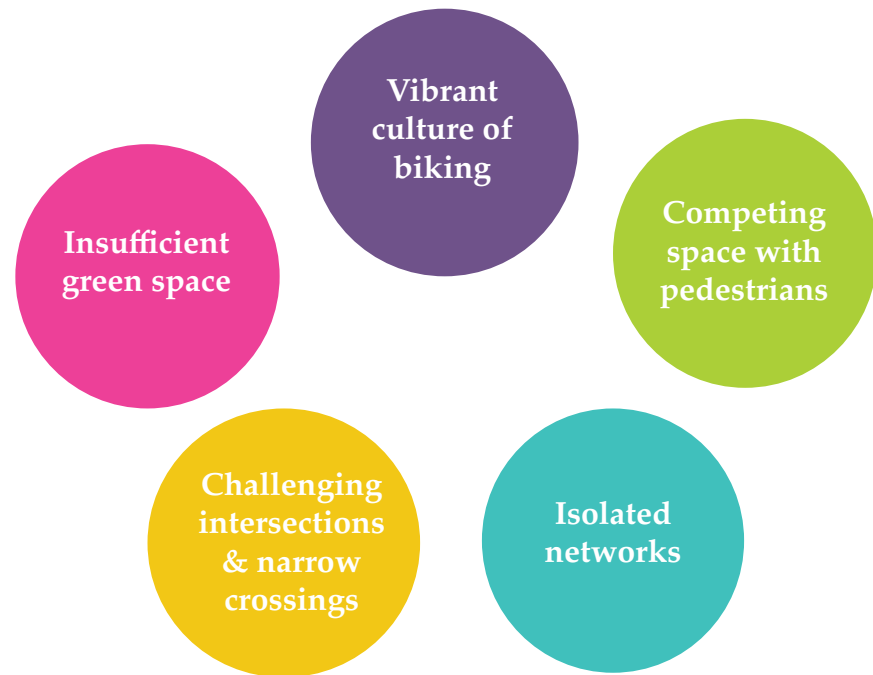 Vibrant
culture of
biking
Insufficient
green space
Competing
space with
pedestrians
Challenging
intersections
& narrow
crossings
Isolated
networks